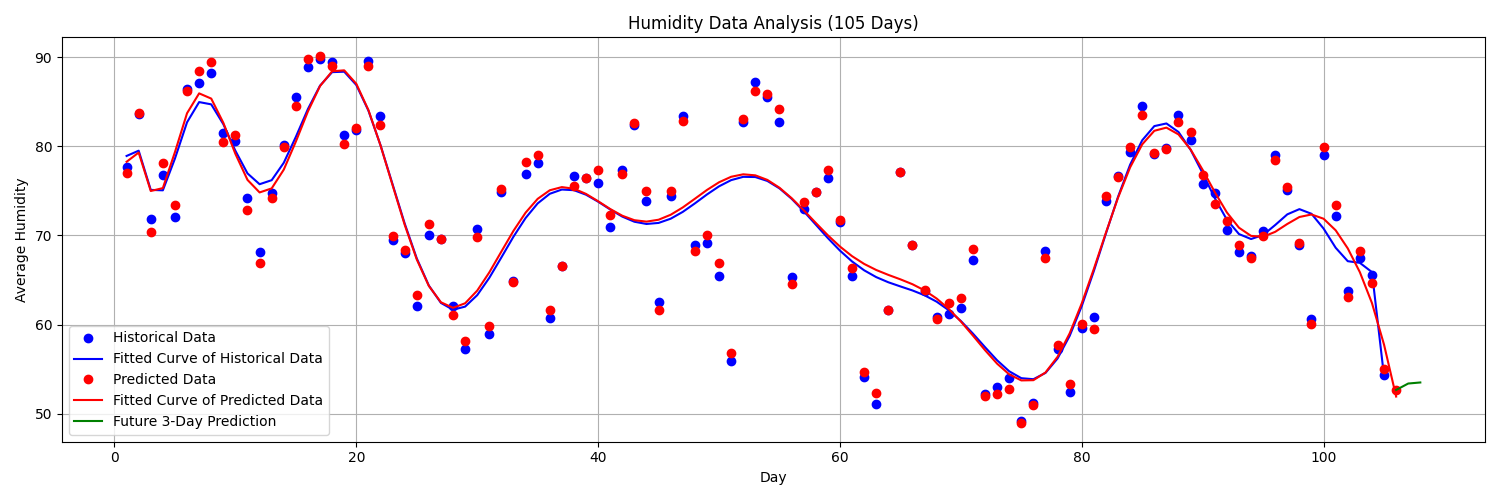 Humidity Data Analysis (105 Days)
Average Humidity
90
80
70
60
50
Historical Data
Fitted Curve of Historical Data
Predicted Data
Fitted Curve of Predicted Data
Future 3-Day Prediction
0 20 40 60 80 100
Day